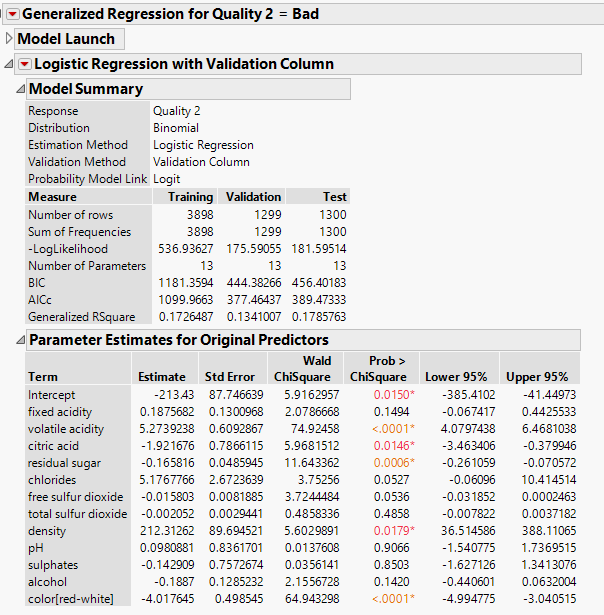 Generalized Regression for Quality 2 = Bad
Model Launch
Logistic Regression with Validation Column
Model Summary
Response Quality 2
Distribution Binomial
Estimation Method Logistic Regression
Validation Method Validation Column
Probability Model Link Logit
Measure Training Validation Test
Number of rows 3898 1299 1300
Sum of Frequencies 3898 1299 1300
-LogLikelihood 536.93627 175.59055 181.59514
Number of Parameters 13 13 13
BIC 1181.3594 444.38266 456.40183
AICc 1099.9663 377.46437 389.47333
Generalized RSquare 0.1726487 0.1341007 0.1785763
Parameter Estimates for Original Predictors
Term Estimate Std Error Wald ChiSquare Prob > ChiSquare Lower 95% Upper 95%
Intercept -213.43 87.746639 5.9162957 0.0150* -385.4102 -41.44973
fixed acidity 0.1875682 0.1300968 2.0786668 0.1494 -0.067417 0.4425533
volatile acidity 5.2739238 0.6092867 74.92458 <.0001* 4.0797438 6.4681038
citric acid -1.921676 0.7866115 5.9681512 0.0146* -3.463406 -0.379946
residual sugar -0.165816 0.0485945 11.643362 0.0006* -0.261059 -0.070572
chlorides 5.1767766 2.6723639 3.75256 0.0527 -0.06096 10.414514
free sulfur dioxide -0.015803 0.0081885 3.7244484 0.0536 -0.031852 0.0002463
total sulfur dioxide -0.002052 0.0029441 0.4858336 0.4858 -0.007822 0.0037182
density 212.31262 89.694521 5.6029891 0.0179* 36.514586 388.11065
pH 0.0980881 0.8361701 0.0137608 0.9066 -1.540775 1.7369515
sulphates -0.142909 0.7572674 0.0356141 0.8503 -1.627126 1.3413076
alcohol -0.1887 0.1285232 2.1556728 0.1420 -0.440601 0.0632004
color[red-white] -4.017645 0.498545 64.943298 <.0001* -4.994775 -3.040515